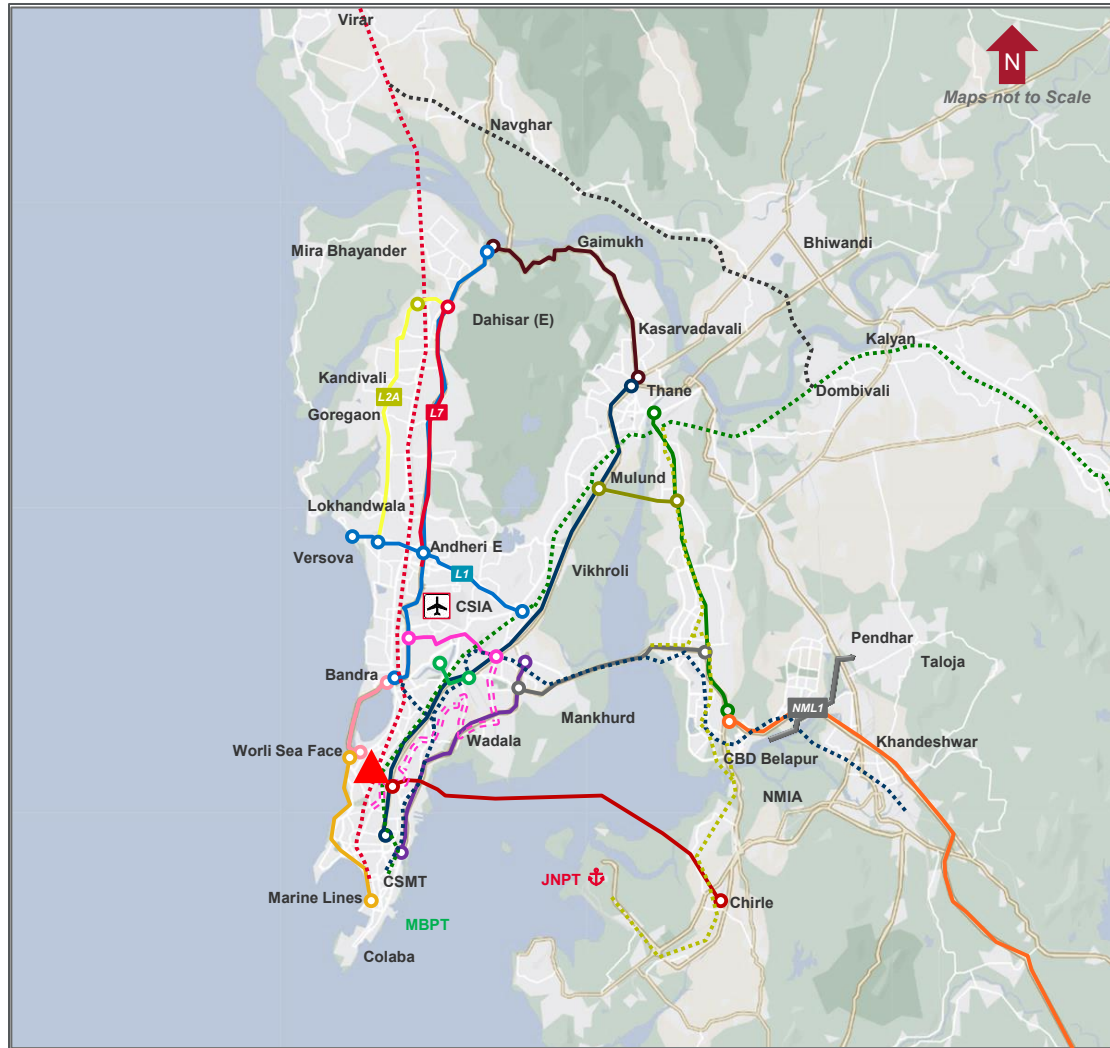 Virar
N
Maps not to Scale
Navghar
Mira Bhayander
Gaimukh
Bhiwandi
Dahisar (E)
Kasarvadavali
Kalyan
Kandivali
Thane
Dombivali
L2A
Goregaon
L7
Mulund
Lokhandwala
Versova
Andheri E
L1
Vikhroli
CSIA
Pendhar
Taloja
Bandra
NML1
Mankhurd
Khandeshwar
Wadala
Worli Sea Face
CBD Belapur
NMIA
CSMT
JNPT
Marine Lines
Chirle
MBPT
Colaba